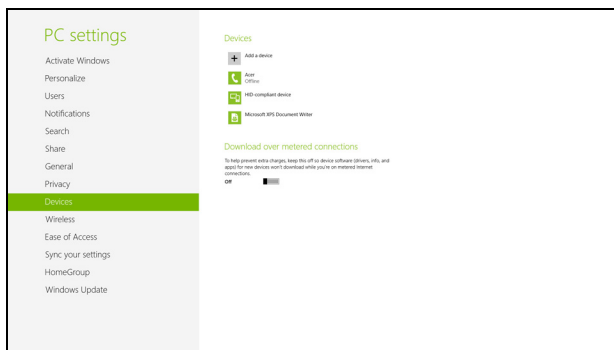 PC settings
Activate Windows
Personalize
Users
Notifications
Search
Share
General
Privacy
Devices
Wireless
Ease of Access
Sync your settings
HomeGroup
Windows Update
Devices
Add a device
Acer
Offline
HID-compliant device
Microsoft XPS Document Writer
Download over metered connections
To help prevent extra charges, keep this off so device software (drivers, info, and
apps) for new devices won't download while you're on metered Internet
connections.
Off